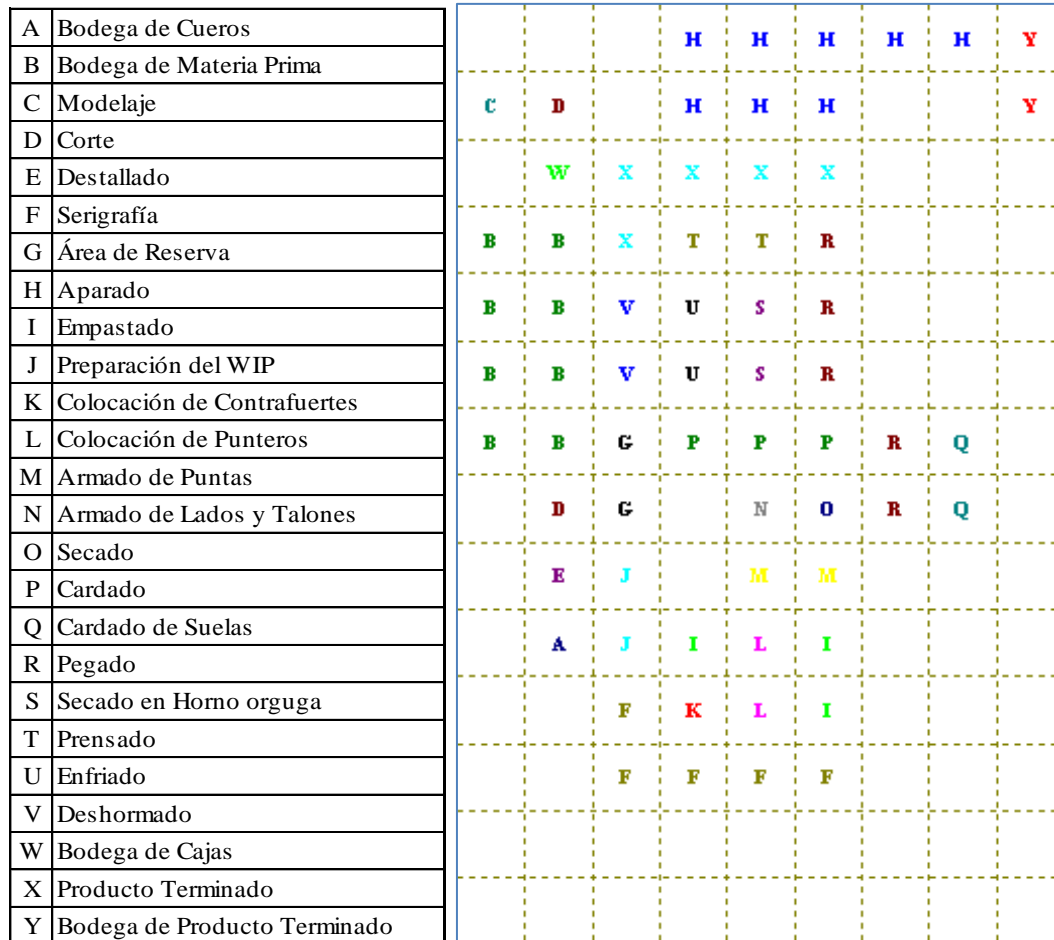 A Bodega de Cueros
B Bodega de Materia Prima
C Modelaje
D Corte
E Destallado
F Serigrafía
G Área de Reserva
H Aparado
I Empastado
J Preparación del WIP
K Colocación de Contrafuertes
L Colocación de Punteros
M Armado de Puntas
N Armado de Lados y Talones
O Secado
P Cardado
Q Cardado de Suelas
R Pegado
S Secado en Horno orguga
T Prensado
U Enfriado
V Deshormado
W Bodega de Cajas
X Producto Terminado
Y Bodega de Producto Terminado
H H H H H Y
C D H H H Y
W X X X X
B B X T T R
B B V U S R
B B V U S R
B B G P P P R Q
D G N O R Q
E J M M
A J I L I
F K L I
F F F F